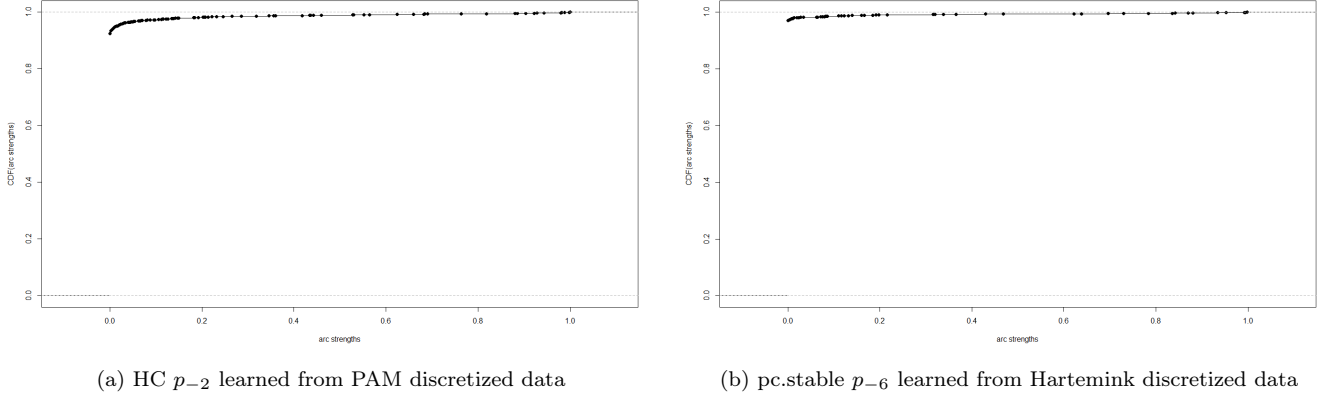 1.0
0.8
0.6
0.4
0.2
0.0
CDF(arc strengths)
0.0 0.2 0.4 0.6 0.8 1.0
arc strengths
(a) HC p−2 learned from PAM discretized data
1.0
0.8
0.6
0.4
0.2
0.0
CDF(arc strengths)
0.0 0.2 0.4 0.6 0.8 1.0
arc strengths
(b) pc.stable p−6 learned from Hartemink discretized data